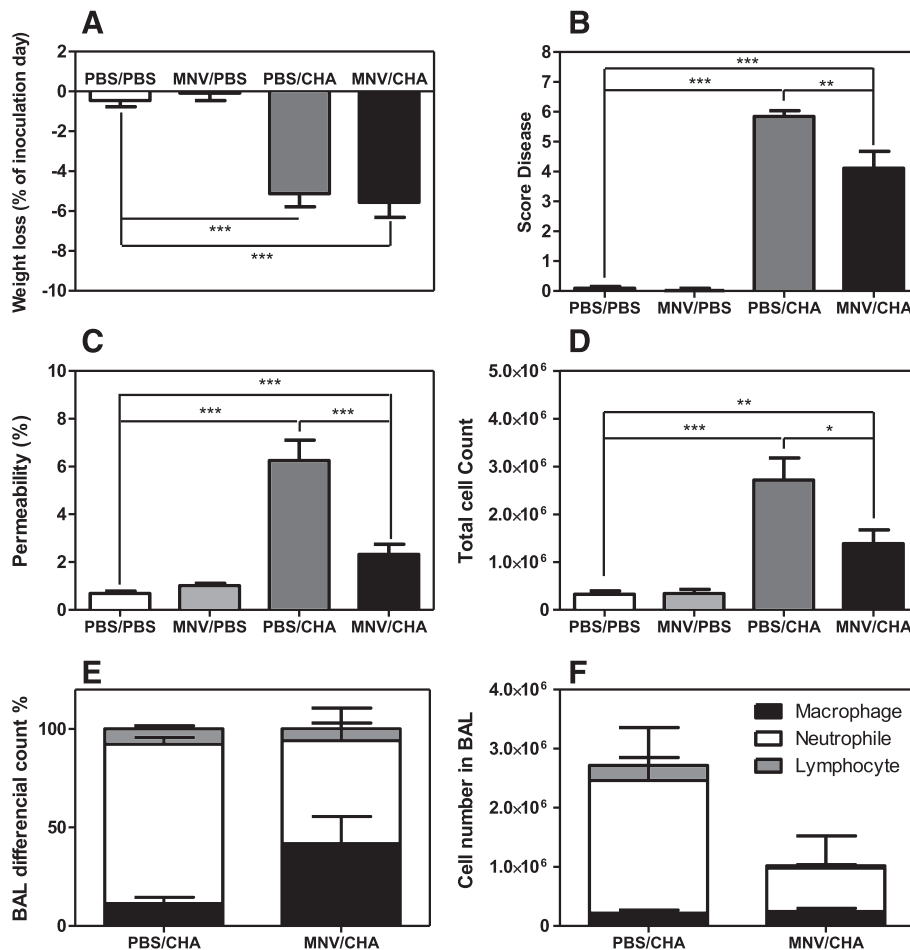 A
Weight loss (% of inoculation day)
2
0
-2
-4
-6
-8
-10
PBS/PBS MNV/PBS PBS/CHA MNV/CHA
***
***
B
Score Disease
8
7
6
5
4
3
2
1
0
***
***
**
PBS/PBS MNV/PBS PBS/CHA MNV/CHA
C
Permeability (%)
10
8
6
4
2
0
***
***
***
PBS/PBS MNV/PBS PBS/CHA MNV/CHA
D
Total cell Count
5.0×10⁶
4.0×10⁶
3.0×10⁶
2.0×10⁶
1.0×10⁶
0
**
***
*
PBS/PBS MNV/PBS PBS/CHA MNV/CHA
E
BAL differencial count %
100
50
0
PBS/CHA MNV/CHA
F
Cell number in BAL
4.0×10⁶
3.0×10⁶
2.0×10⁶
1.0×10⁶
0
Macrophage
Neutrophile
Lymphocyte
PBS/CHA MNV/CHA